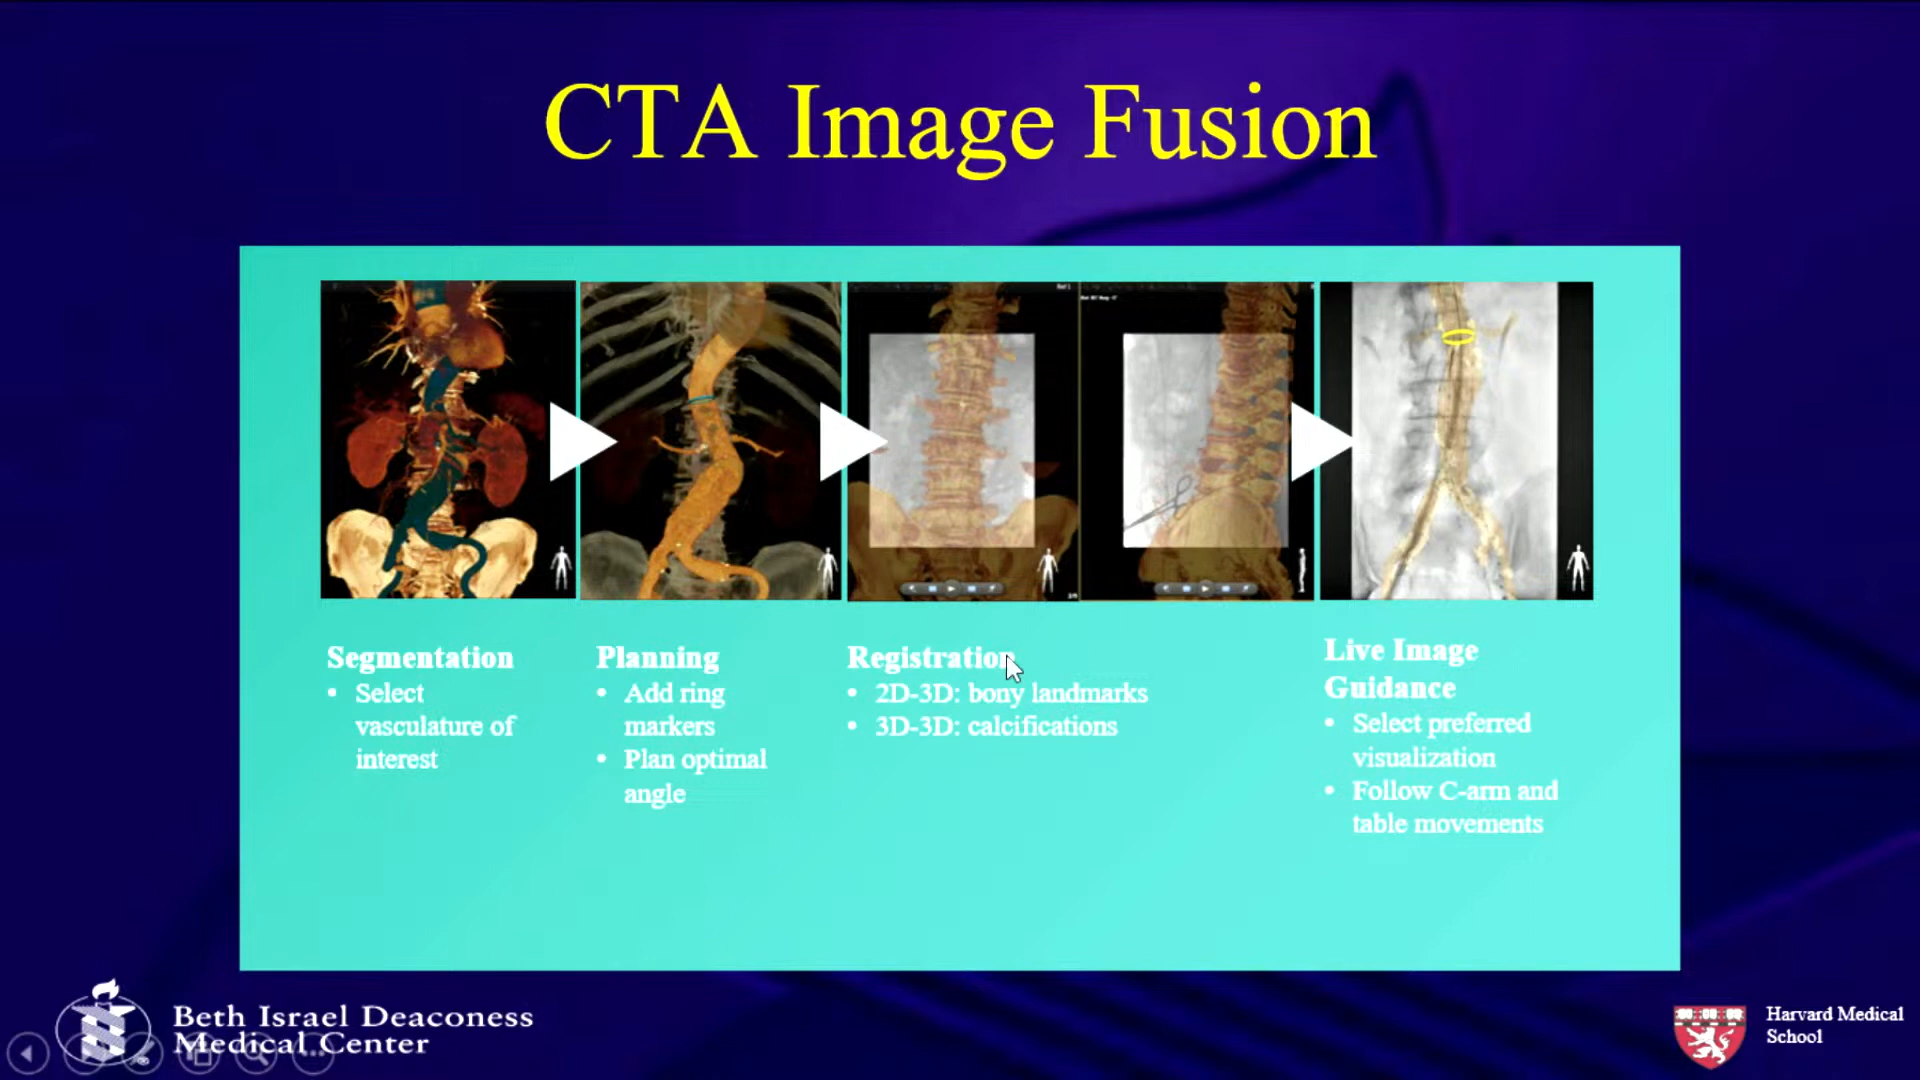 CTA Image Fusion
Segmentation
• Select
vasculature of
interest
Planning
• Add ring
markers
• Plan optimal
angle
Registration
• 2D-3D: bony landmarks
• 3D-3D: calcifications
Live Image
Guidance
• Select preferred
visualization
• Follow C-arm and
table movements
Beth Israel Deaconess
Medical Center
Harvard Medical
School